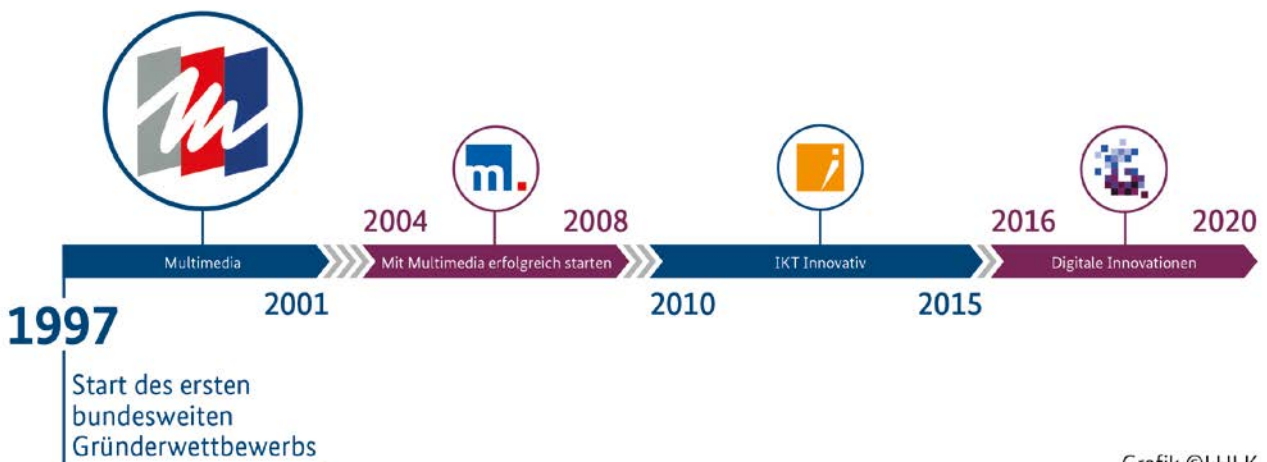 2004
2008
2016
2020
Multimedia
Mit Multimedia erfolgreich starten
IKT Innovativ
Digitale Innovationen
2001
2010
2015
1997
Start des ersten
bundesweiten
Gründerwettbewerbs